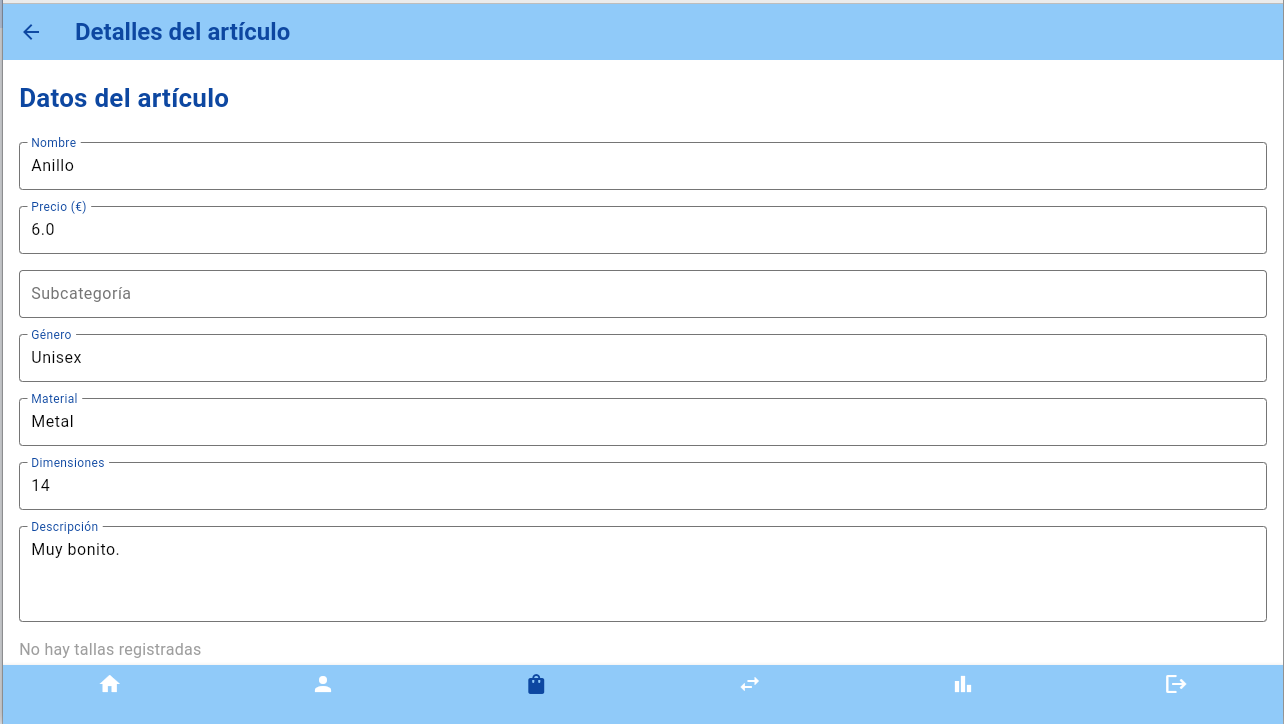 Detalles del artículo
Datos del artículo
Nombre
Anillo
Precio (€)
6.0
Subcategoría
Género
Unisex
Material
Metal
Dimensiones
14
Descripción
Muy bonito.
No hay tallas registradas